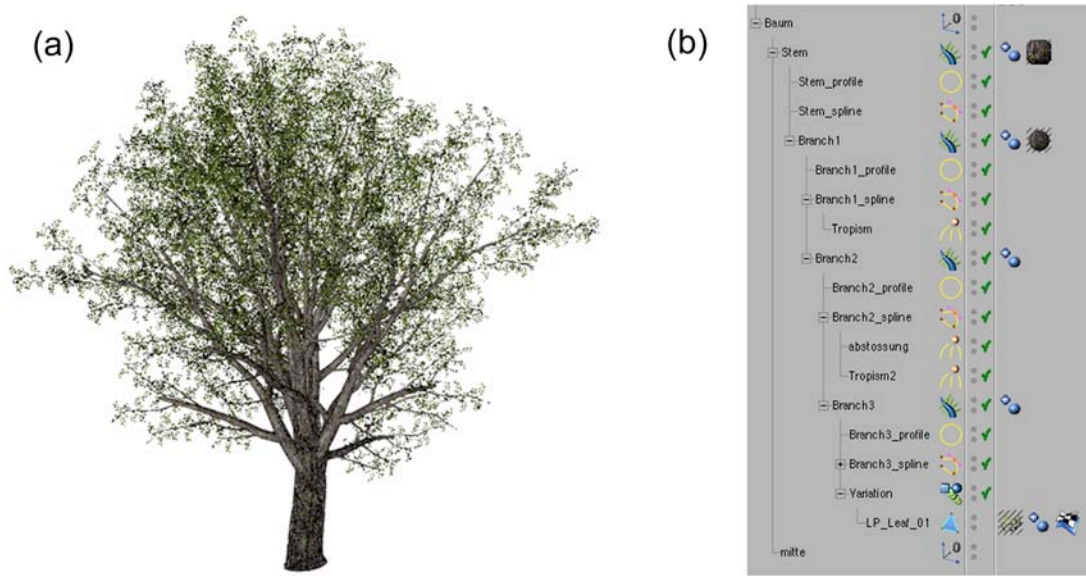 (a)
(b)
Baum
Stem
Stem_profile
Stem_spline
Branch1
Branch1_profile
Branch1_spline
Tropism
Branch2
Branch2_profile
Branch2_spline
abstossung
Tropism2
Branch3
Branch3_profile
Branch3_spline
Variation
LP_Leaf_01
mitte